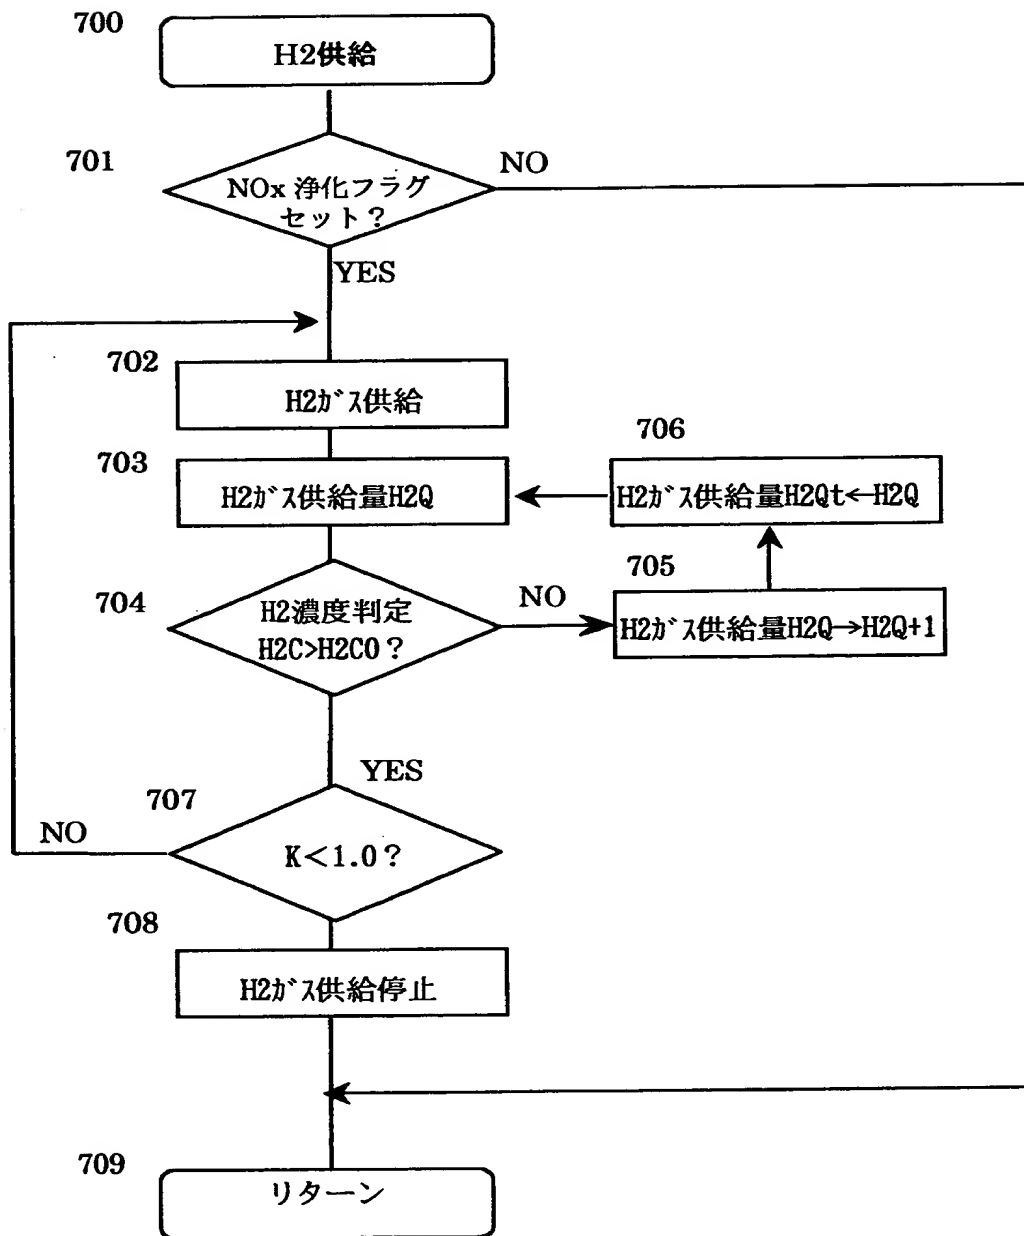 700
H2供給
701
NO
NOx 浄化フラグ
セット?
YES
702
H2ガス供給
706
703
H2ガス供給量H2Q
H2ガス供給量H2Qt←H2Q
705
704
NO
H2濃度判定
H2C>H2C0?
H2ガス供給量H2Q→H2Q+1
YES
707
NO
K<1.0?
708
H2ガス供給停止
709
リターン